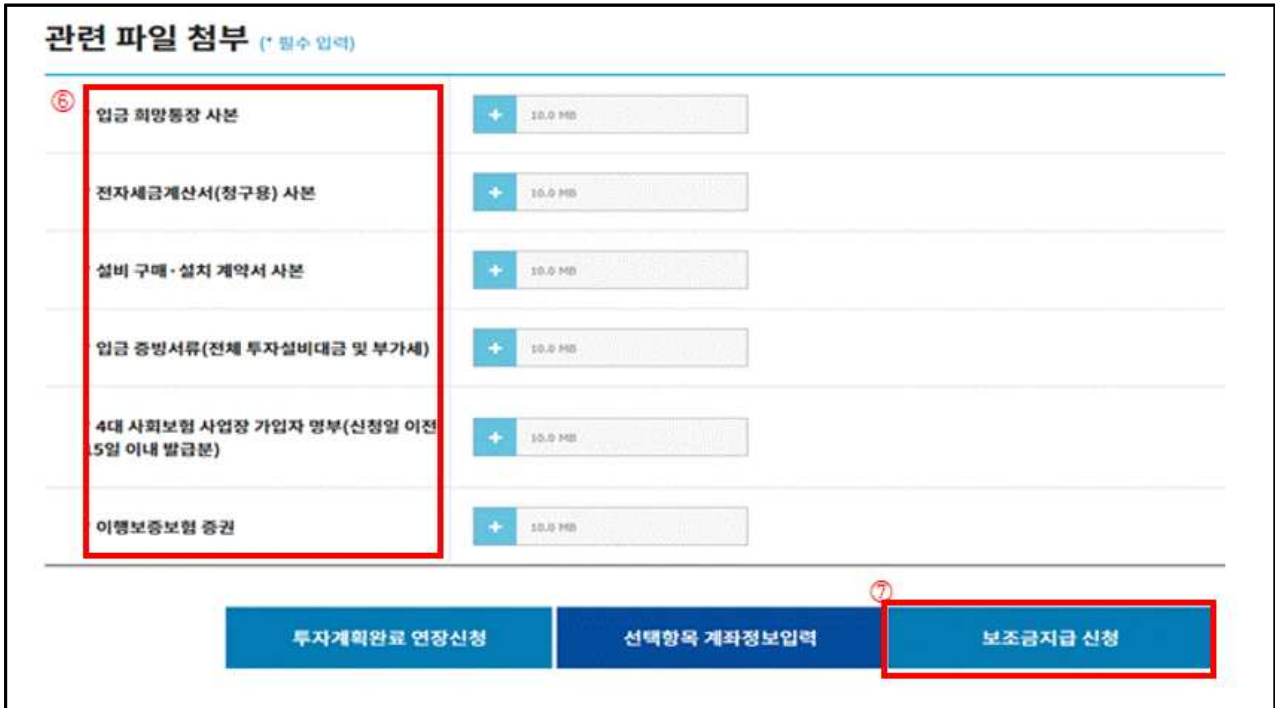 관련 파일 첨부 (* 필수 입력)
⑥
* 입금 희망통장 사본
10.0 MB
* 전자세금계산서(청구용) 사본
10.0 MB
* 설비 구매·설치 계약서 사본
10.0 MB
* 입금 증빙서류(전체 투자설비대금 및 부가세)
10.0 MB
* 4대 사회보험 사업장 가입자 명부(신청일 이전
15일 이내 발급분)
10.0 MB
* 이행보증보험 증권
10.0 MB
⑦
투자계획완료 연장신청
선택항목 계좌정보입력
보조금지급 신청